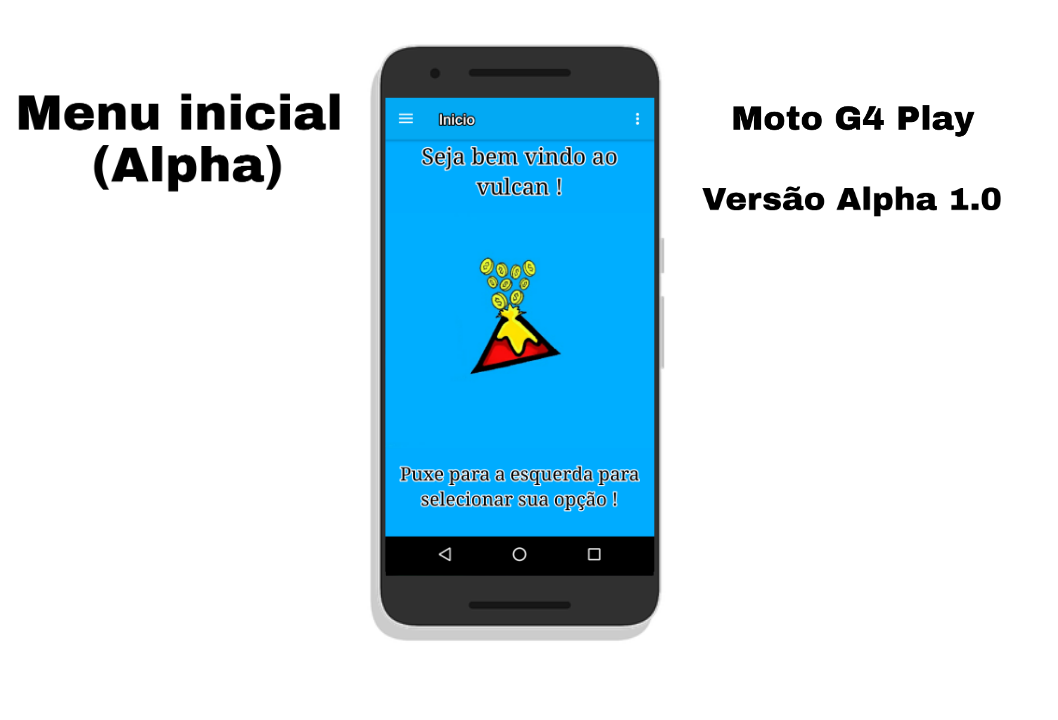 Menu inicial
(Alpha)
Inicio
Seja bem vindo ao
vulcan !
Puxe para a esquerda para
selecionar sua opção !
Moto G4 Play
Versão Alpha 1.0